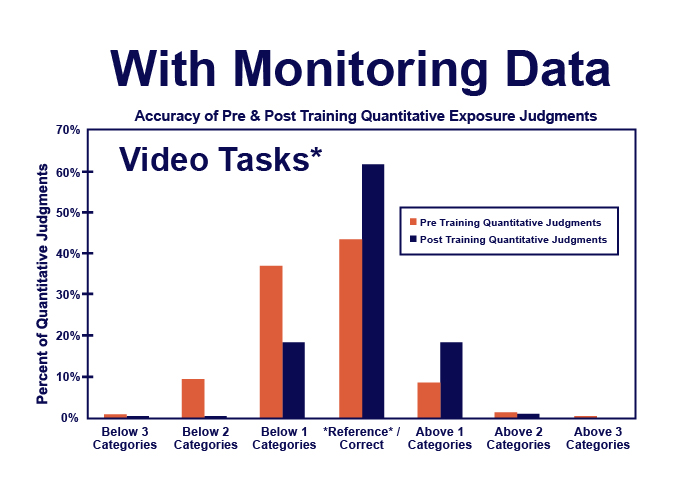 With Monitoring Data
Accuracy of Pre & Post Training Quantitative Exposure Judgments
Video Tasks*
Percent of Quantitative Judgments
70%
60%
50%
40%
30%
20%
10%
0%
Pre Training Quantitative Judgments
Post Training Quantitative Judgments
Below 3 Categories
Below 2 Categories
Below 1 Categories
*Reference* / Correct
Above 1 Categories
Above 2 Categories
Above 3 Categories